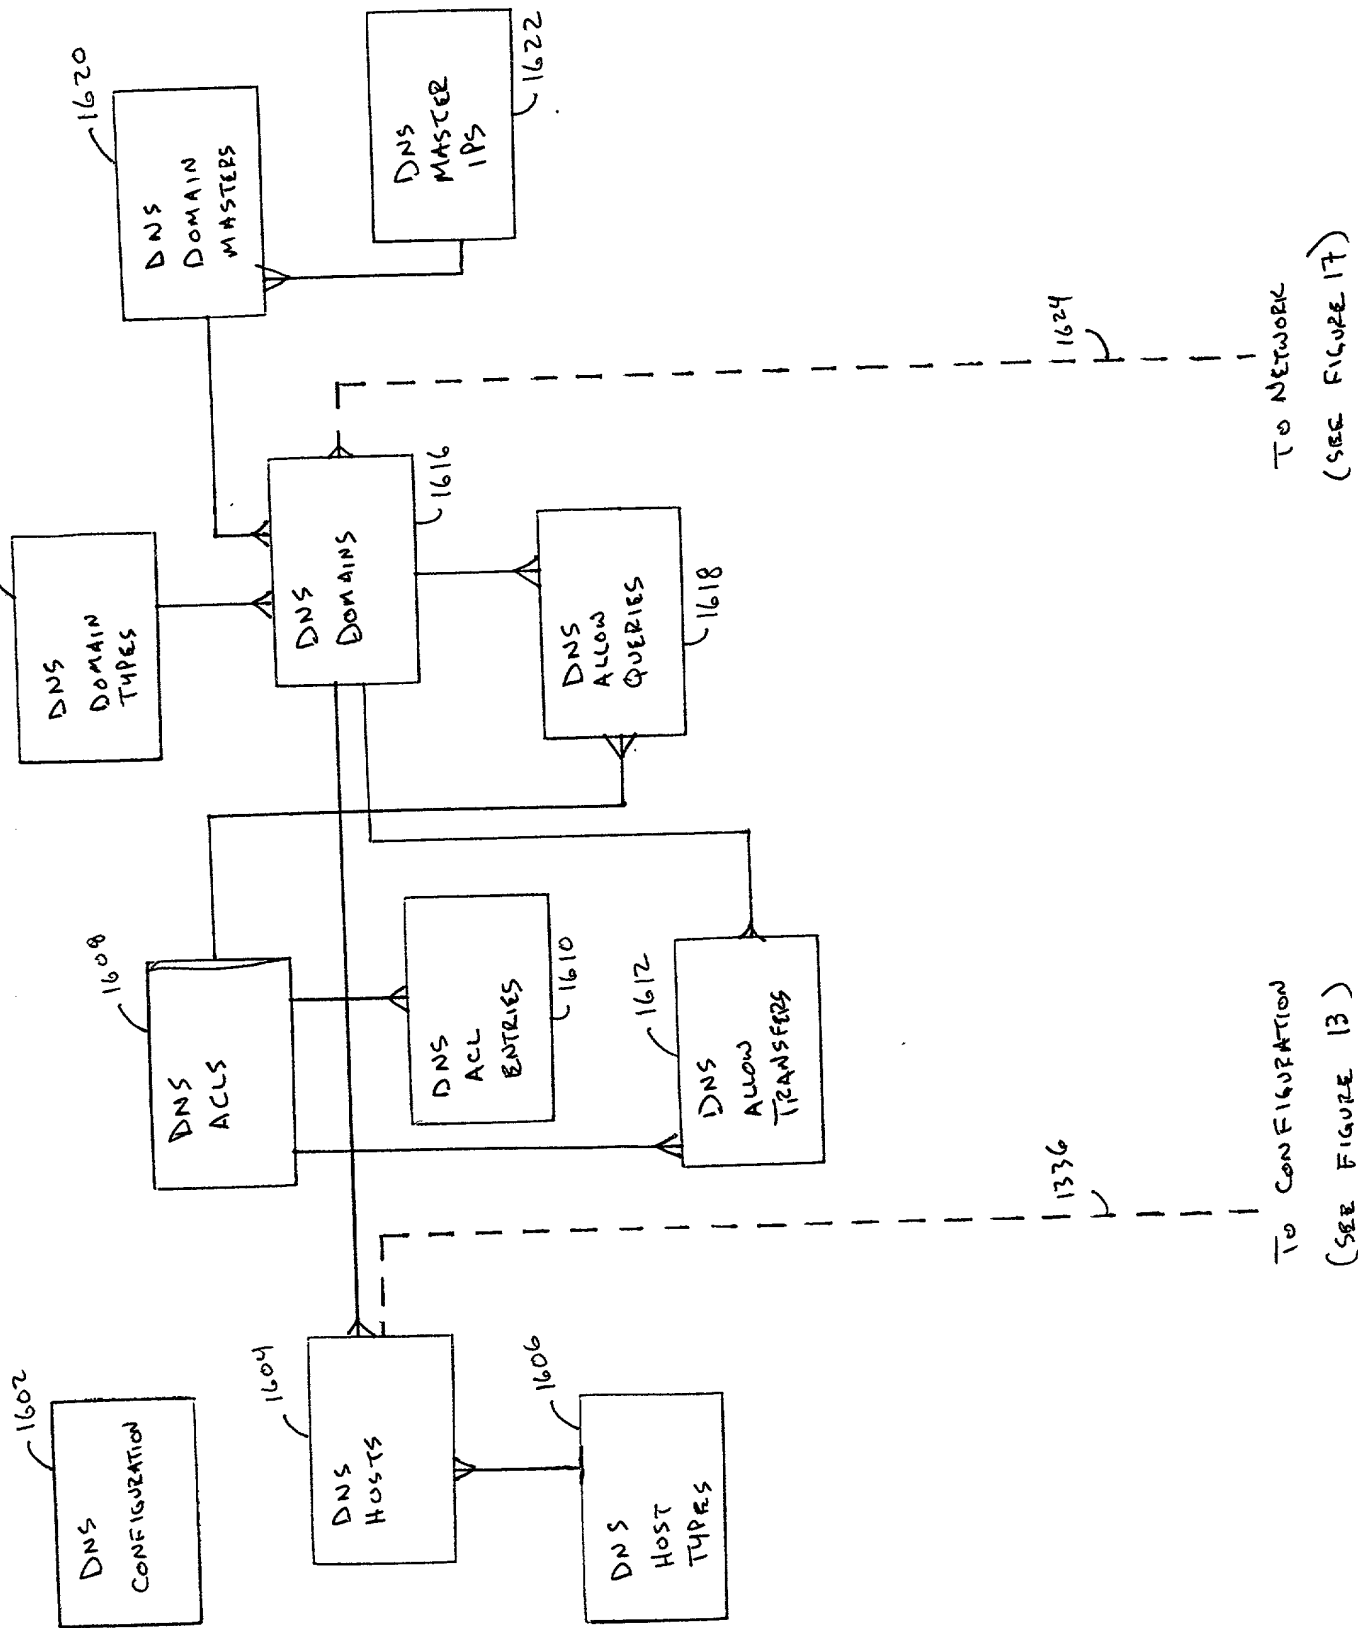 1602
DNS
CONFIGURATION
1604
DNS
HOSTS
1606
DNS
HOST
TYPES
1608
DNS
ACLS
1610
DNS
ACL
ENTRIES
1612
DNS
ALLOW
TRANSFERS
DNS
DOMAIN
TYPES
1616
DNS
DOMAINS
1618
DNS
ALLOW
QUERIES
1620
DNS
DOMAIN
MASTERS
1622
DNS
MASTER
IPS
1336
TO CONFIGURATION
(SEE FIGURE 13)
1624
TO NETWORK
(SEE FIGURE 17)